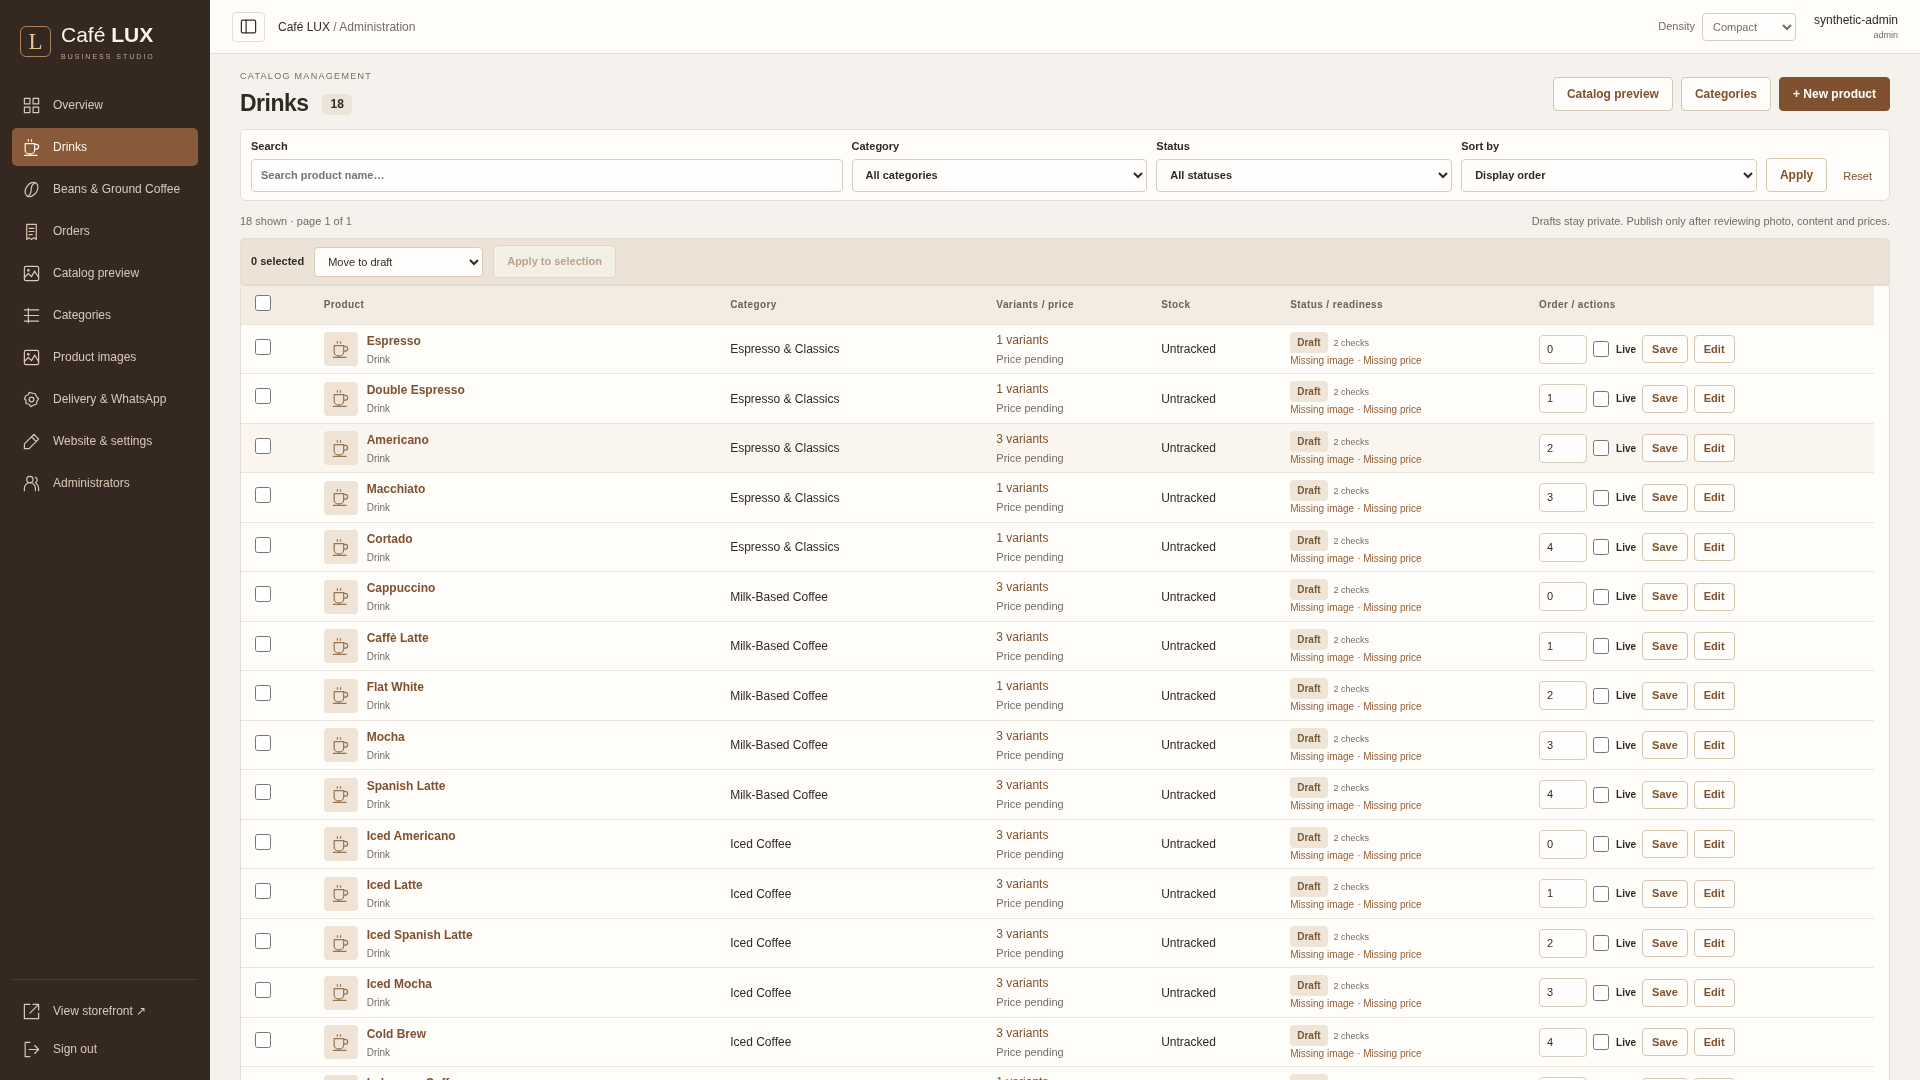 L Café LUX
BUSINESS STUDIO
Overview
Drinks
Beans & Ground Coffee
Orders
Catalog preview
Categories
Product images
Delivery & WhatsApp
Website & settings
Administrators
View storefront ↗
Sign out
Café LUX / Administration
Density Compact synthetic-admin
admin
CATALOG MANAGEMENT
Drinks 18
Catalog preview Categories + New product
Search Category Status Sort by
Search product name… All categories All statuses Display order Apply Reset
18 shown · page 1 of 1 Drafts stay private. Publish only after reviewing photo, content and prices.
0 selected Move to draft Apply to selection
Product Category Variants / price Stock Status / readiness Order / actions
Espresso Espresso & Classics 1 variants Untracked Draft 2 checks 0 Live Save Edit
Drink Price pending Missing image · Missing price
Double Espresso Espresso & Classics 1 variants Untracked Draft 2 checks 1 Live Save Edit
Drink Price pending Missing image · Missing price
Americano Espresso & Classics 3 variants Untracked Draft 2 checks 2 Live Save Edit
Drink Price pending Missing image · Missing price
Macchiato Espresso & Classics 1 variants Untracked Draft 2 checks 3 Live Save Edit
Drink Price pending Missing image · Missing price
Cortado Espresso & Classics 1 variants Untracked Draft 2 checks 4 Live Save Edit
Drink Price pending Missing image · Missing price
Cappuccino Milk-Based Coffee 3 variants Untracked Draft 2 checks 0 Live Save Edit
Drink Price pending Missing image · Missing price
Caffè Latte Milk-Based Coffee 3 variants Untracked Draft 2 checks 1 Live Save Edit
Drink Price pending Missing image · Missing price
Flat White Milk-Based Coffee 1 variants Untracked Draft 2 checks 2 Live Save Edit
Drink Price pending Missing image · Missing price
Mocha Milk-Based Coffee 3 variants Untracked Draft 2 checks 3 Live Save Edit
Drink Price pending Missing image · Missing price
Spanish Latte Milk-Based Coffee 3 variants Untracked Draft 2 checks 4 Live Save Edit
Drink Price pending Missing image · Missing price
Iced Americano Iced Coffee 3 variants Untracked Draft 2 checks 0 Live Save Edit
Drink Price pending Missing image · Missing price
Iced Latte Iced Coffee 3 variants Untracked Draft 2 checks 1 Live Save Edit
Drink Price pending Missing image · Missing price
Iced Spanish Latte Iced Coffee 3 variants Untracked Draft 2 checks 2 Live Save Edit
Drink Price pending Missing image · Missing price
Iced Mocha Iced Coffee 3 variants Untracked Draft 2 checks 3 Live Save Edit
Drink Price pending Missing image · Missing price
Cold Brew Iced Coffee 3 variants Untracked Draft 2 checks 4 Live Save Edit
Drink Price pending Missing image · Missing price